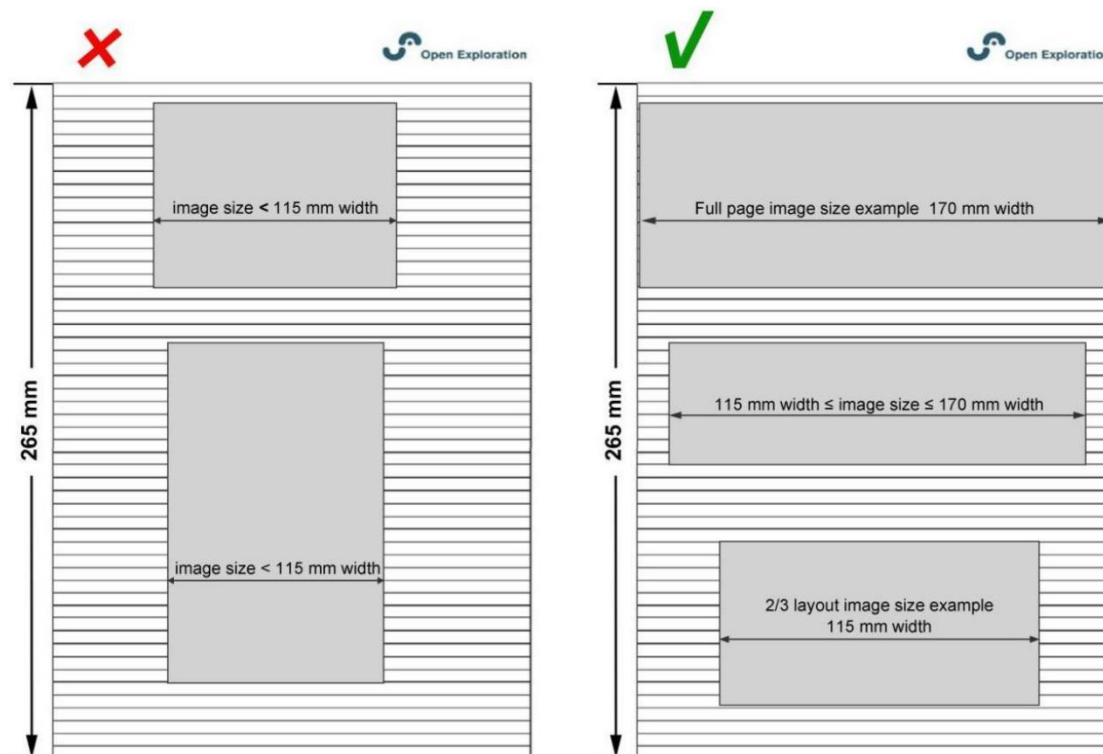 Open Exploration
265 mm
image size < 115 mm width
image size < 115 mm width
Open Exploration
265 mm
Full page image size example 170 mm width
115 mm width ≤ image size ≤ 170 mm width
2/3 layout image size example
115 mm width